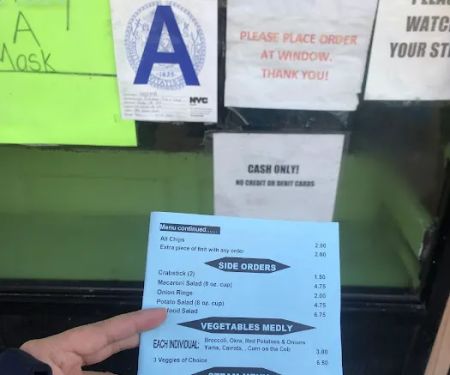 A
Mask
A
NYC
PLEASE PLACE ORDER
AT WINDOW.
THANK YOU!
WATC
YOUR ST
CASH ONLY!
NO CREDIT OR DEBIT CARDS
Menu continued.....
All Chips 2.00
Extra piece of fish with any order 2.60
SIDE ORDERS
Crabstick (2) 1.50
Macaroni Salad (8 oz. cup) 4.75
Onion Rings 2.00
Potato Salad (8 oz. cup) 4.75
food Salad 6.75
VEGETABLES MEDLY
EACH INDIVIDUAL: Broccoli, Okra, Red Potatoes & Onions
Yams, Carrots, , Corn on the Cob 3.00
3 Veggies of Choice 6.50